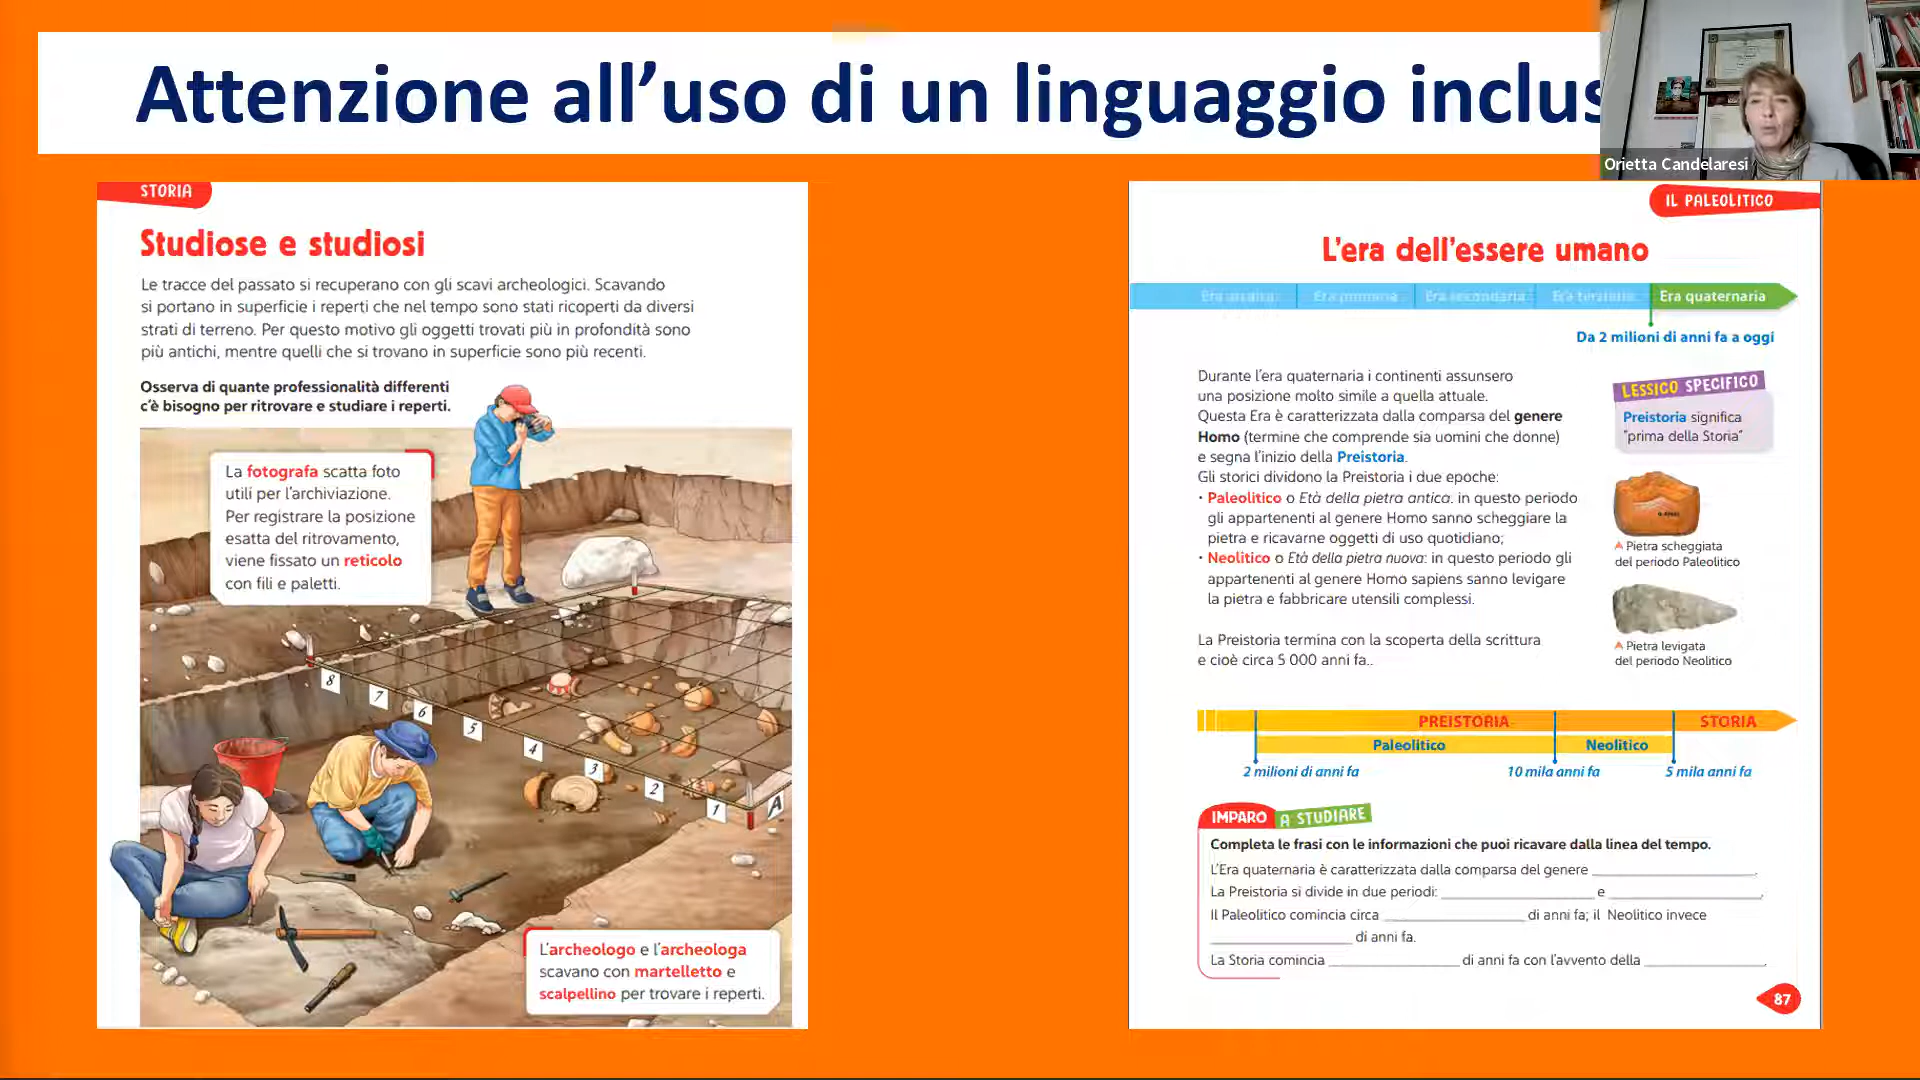 Attenzione all'uso di un linguaggio inclus
Orietta Candelaresi
STORIA
Studiose e studiosi
Le tracce del passato si recuperano con gli scavi archeologici. Scavando
si portano in superficie i reperti che nel tempo sono stati ricoperti da diversi
strati di terreno. Per questo motivo gli oggetti trovati più in profondità sono
più antichi, mentre quelli che si trovano in superficie sono più recenti.
Osserva di quante professionalità differenti
c'è bisogno per ritrovare e studiare i reperti.
La fotografa scatta foto
utili per l'archiviazione.
Per registrare la posizione
esatta del ritrovamento,
viene fissato un reticolo
con fili e paletti.
8
7
6
5
4
3
2
1
A
L'archeologo e l'archeologa
scavano con martelletto e
scalpellino per trovare i reperti.
IL PALEOLITICO
L'era dell'essere umano
Era arcaica Era primaria Era secondaria Era terziaria Era quaternaria
Da 2 milioni di anni fa a oggi
Durante l'era quaternaria i continenti assunsero
una posizione molto simile a quella attuale.
Questa Era è caratterizzata dalla comparsa del genere
Homo (termine che comprende sia uomini che donne)
e segna l'inizio della Preistoria.
Gli storici dividono la Preistoria i due epoche:
• Paleolitico o Età della pietra antica. in questo periodo
gli appartenenti al genere Homo sanno scheggiare la
pietra e ricavarne oggetti di uso quotidiano;
• Neolitico o Età della pietra nuova: in questo periodo gli
appartenenti al genere Homo sapiens sanno levigare
la pietra e fabbricare utensili complessi.
La Preistoria termina con la scoperta della scrittura
e cioè circa 5 000 anni fa..
LESSICO SPECIFICO
Preistoria significa
"prima della Storia"
Pietra scheggiata
del periodo Paleolitico
Pietra levigata
del periodo Neolitico
PREISTORIA STORIA
Paleolitico Neolitico
2 milioni di anni fa 10 mila anni fa 5 mila anni fa
IMPARO A STUDIARE
Completa le frasi con le informazioni che puoi ricavare dalla linea del tempo.
L'Era quaternaria è caratterizzata dalla comparsa del genere ______.
La Preistoria si divide in due periodi: ______ e ______.
Il Paleolitico comincia circa ______ di anni fa; il Neolitico invece
______ di anni fa.
La Storia comincia ______ di anni fa con l'avvento della ______.
87